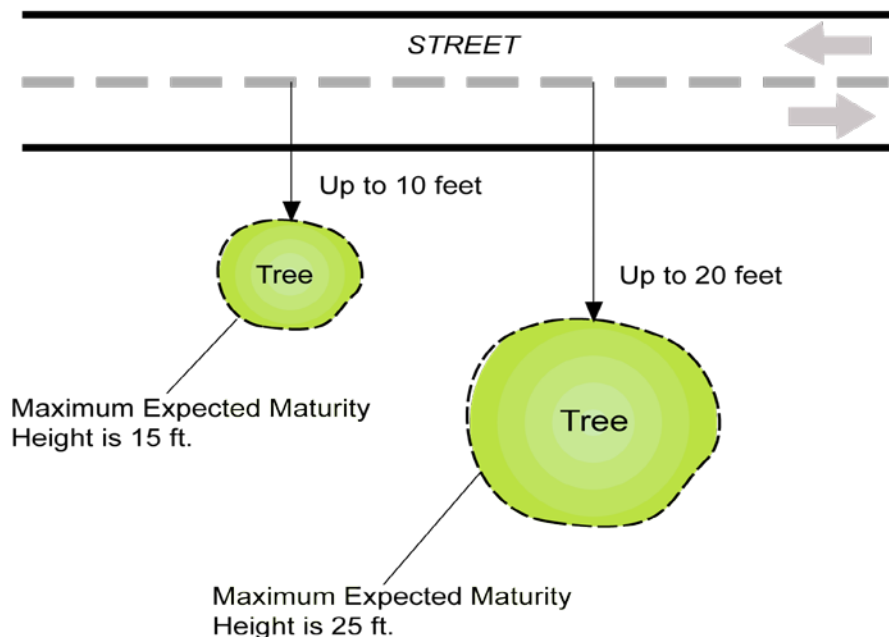 STREET
Up to 10 feet
Tree
Up to 20 feet
Maximum Expected Maturity
Height is 15 ft.
Tree
Maximum Expected Maturity
Height is 25 ft.